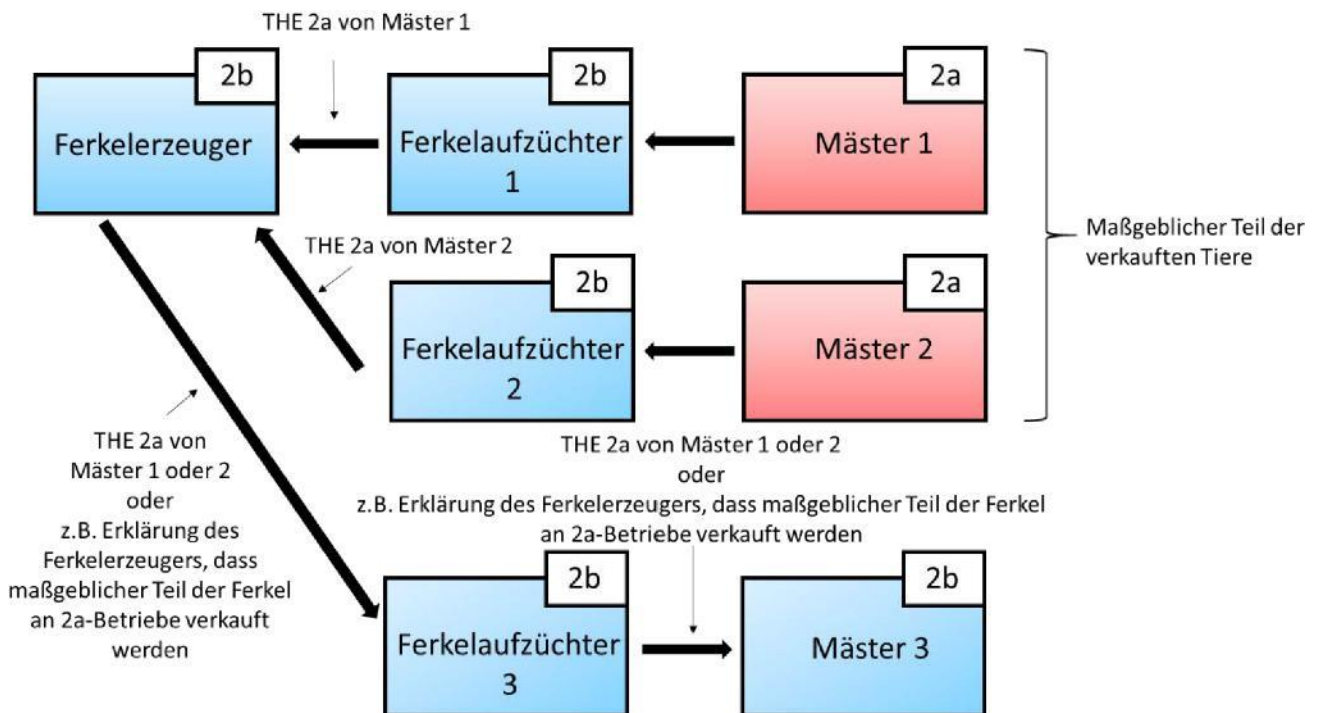 THE 2a von Mäster 1
2b
Ferkelerzeuger
2b
Ferkelaufzüchter
1
2a
Mäster 1
THE 2a von Mäster 2
2b
Ferkelaufzüchter
2
2a
Mäster 2
Maßgeblicher Teil der
verkauften Tiere
THE 2a von
Mäster 1 oder 2
oder
z.B. Erklärung des
Ferkelerzeugers, dass
maßgeblicher Teil der Ferkel
an 2a-Betriebe verkauft
werden
THE 2a von Mäster 1 oder 2
oder
z.B. Erklärung des Ferkelerzeugers, dass maßgeblicher Teil der Ferkel
an 2a-Betriebe verkauft werden
2b
Ferkelaufzüchter
3
2b
Mäster 3